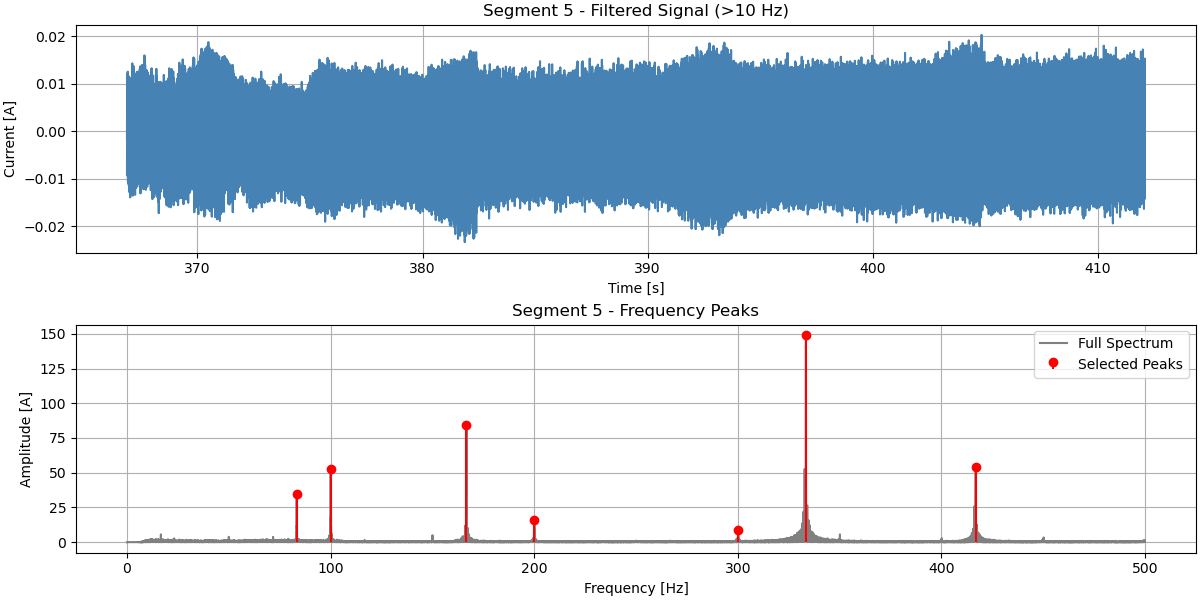 Segment 5 - Filtered Signal (>10 Hz)
0.02
0.01
0.00
−0.01
−0.02
Current [A]
370
380
390
400
410
Time [s]
Segment 5 - Frequency Peaks
150
125
100
75
50
25
0
Amplitude [A]
Full Spectrum
Selected Peaks
0
100
200
300
400
500
Frequency [Hz]